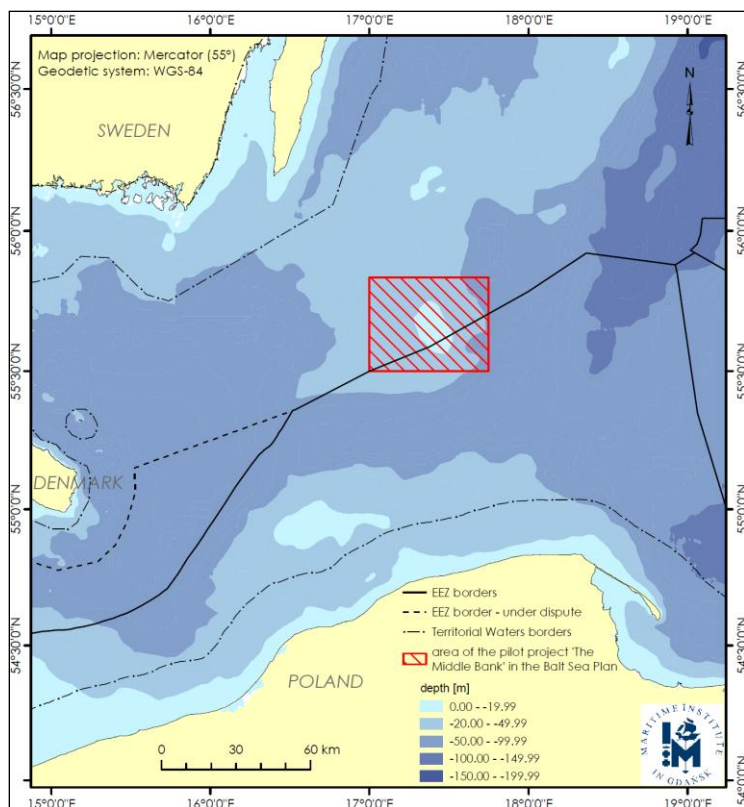 15°0'0"E 16°0'0"E 17°0'0"E 18°0'0"E 19°0'0"E
Map projection: Mercator (55°)
Geodetic system: WGS-84
N
56°30'0"N 56°30'0"N
SWEDEN
56°0'0"N 56°0'0"N
55°30'0"N 55°30'0"N
DENMARK
55°0'0"N 55°0'0"N
EEZ borders
EEZ border - under dispute
Territorial Waters borders
area of the pilot project 'The
Middle Bank' in the Balt Sea Plan
54°30'0"N 54°30'0"N
POLAND
depth [m]
0.00 - -19.99
-20.00 - -49.99
-50.00 - -99.99
-100.00 - -149.99
-150.00 - -199.99
0 30 60 km
MARITIME INSTITUTE
IN GDAŃSK
54°0'0"N 54°0'0"N
15°0'0"E 16°0'0"E 17°0'0"E 18°0'0"E 19°0'0"E